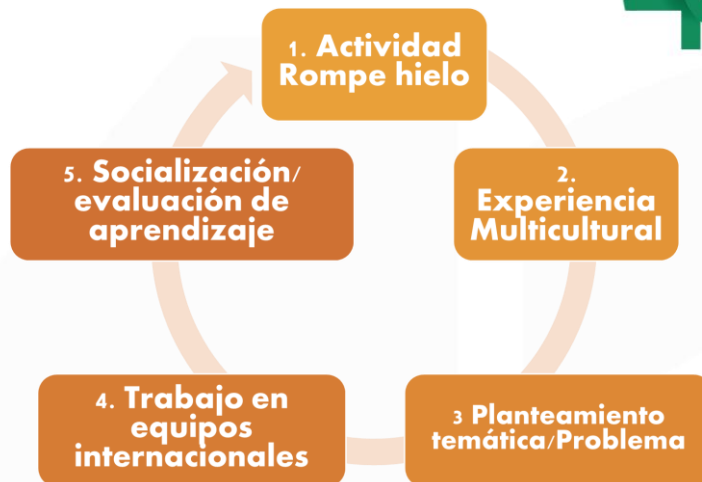 1. Actividad
Rompe hielo
2.
Experiencia
Multicultural
3 Planteamiento
temática/Problema
4. Trabajo en
equipos
internacionales
5. Socialización/
evaluación de
aprendizaje